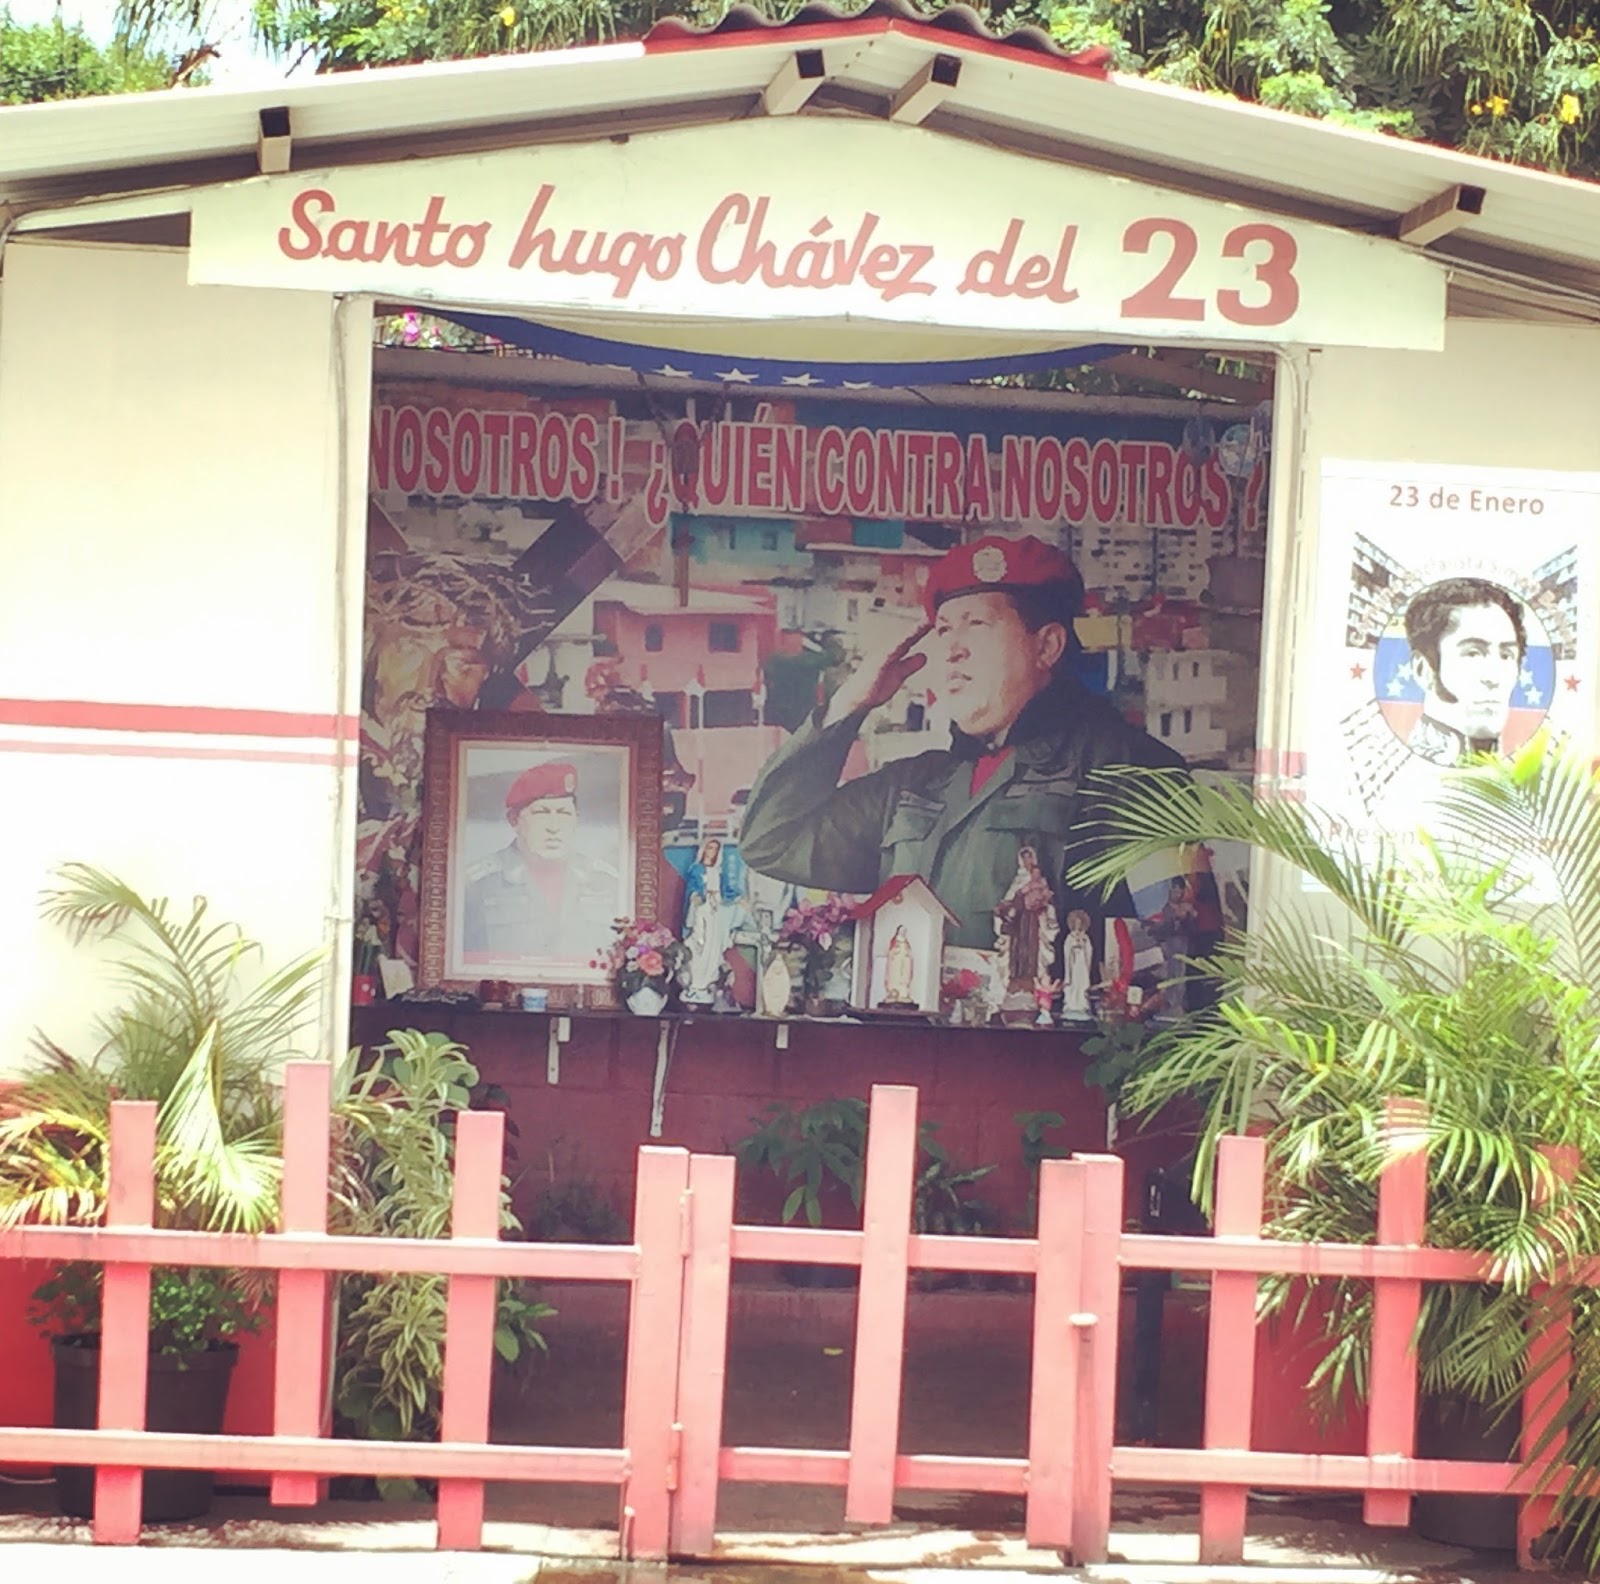 Santo hugo Chávez del 23
NOSOTROS! ¿QUIÉN CONTRA NOSOTROS?
23 de Enero